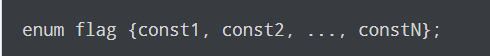 enum flag {const1, const2, ..., constN};